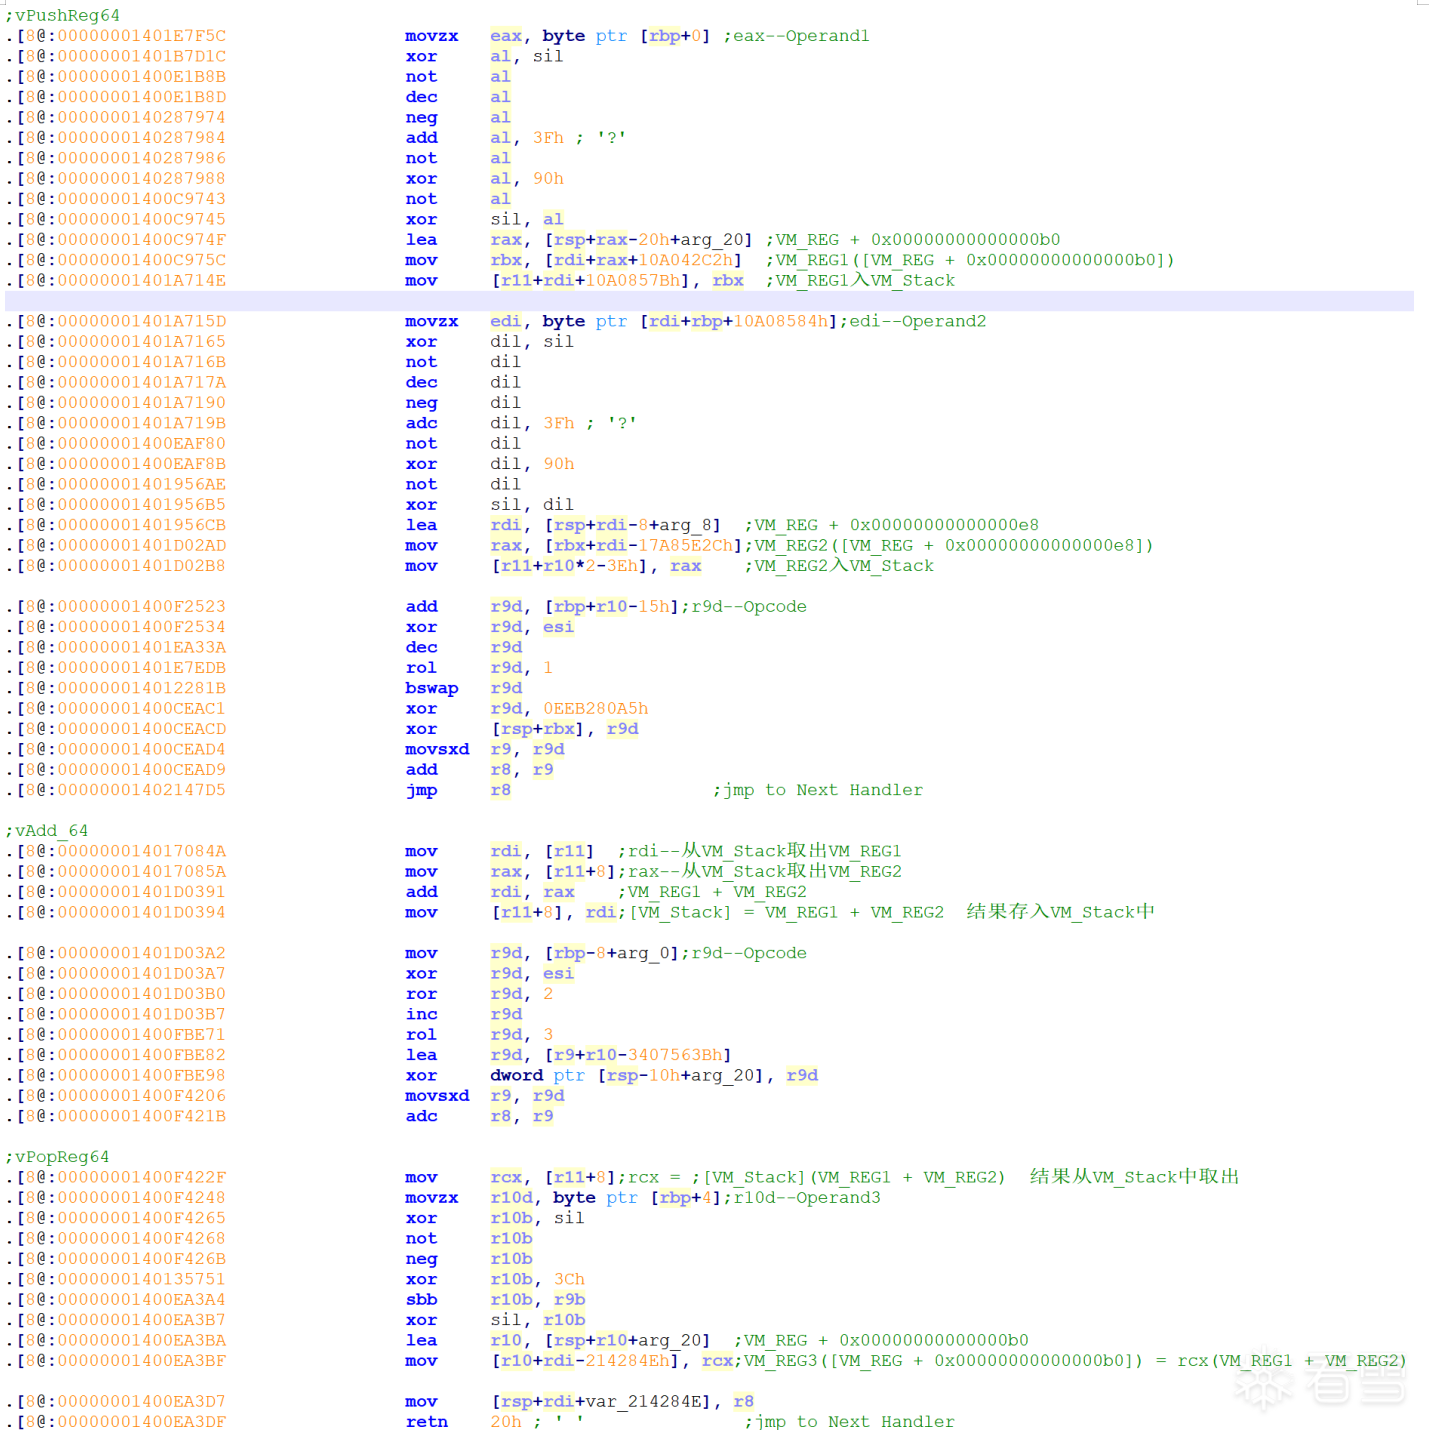 ;vPushReg64
.[8@:00000001401E7F5C movzx eax, byte ptr [rbp+0] ;eax--Operand1
.[8@:00000001401B7D1C xor al, sil
.[8@:00000001400E1B8B not al
.[8@:00000001400E1B8D dec al
.[8@:0000000140287974 neg al
.[8@:0000000140287984 add al, 3Fh ; '?'
.[8@:0000000140287986 not al
.[8@:0000000140287988 xor al, 90h
.[8@:00000001400C9743 not al
.[8@:00000001400C9745 xor sil, al
.[8@:00000001400C974F lea rax, [rsp+rax-20h+arg_20] ;VM_REG + 0x00000000000000b0
.[8@:00000001400C975C mov rbx, [rdi+rax+10A042C2h] ;VM_REG1([VM_REG + 0x00000000000000b0])
.[8@:00000001401A714E mov [r11+rdi+10A0857Bh], rbx ;VM_REG1入VM_Stack
.[8@:00000001401A715D movzx edi, byte ptr [rdi+rbp+10A08584h];edi--Operand2
.[8@:00000001401A7165 xor dil, sil
.[8@:00000001401A716B not dil
.[8@:00000001401A717A dec dil
.[8@:00000001401A7190 neg dil
.[8@:00000001401A719B adc dil, 3Fh ; '?'
.[8@:00000001400EAF80 not dil
.[8@:00000001400EAF8B xor dil, 90h
.[8@:00000001401956AE not dil
.[8@:00000001401956B5 xor sil, dil
.[8@:00000001401956CB lea rdi, [rsp+rdi-8+arg_8] ;VM_REG + 0x00000000000000e8
.[8@:00000001401D02AD mov rax, [rbx+rdi-17A85E2Ch];VM_REG2([VM_REG + 0x00000000000000e8])
.[8@:00000001401D02B8 mov [r11+r10*2-3Eh], rax ;VM_REG2入VM_Stack
.[8@:00000001400F2523 add r9d, [rbp+r10-15h];r9d--Opcode
.[8@:00000001400F2534 xor r9d, esi
.[8@:00000001401EA33A dec r9d
.[8@:00000001401E7EDB rol r9d, 1
.[8@:000000014012281B bswap r9d
.[8@:00000001400CEAC1 xor r9d, 0EEB280A5h
.[8@:00000001400CEACD xor [rsp+rbx], r9d
.[8@:00000001400CEAD4 movsxd r9, r9d
.[8@:00000001400CEAD9 add r8, r9
.[8@:00000001402147D5 jmp r8 ;jmp to Next Handler
;vAdd_64
.[8@:000000014017084A mov rdi, [r11] ;rdi--从VM_Stack取出VM_REG1
.[8@:000000014017085A mov rax, [r11+8];rax--从VM_Stack取出VM_REG2
.[8@:00000001401D0391 add rdi, rax ;VM_REG1 + VM_REG2
.[8@:00000001401D0394 mov [r11+8], rdi;[VM_Stack] = VM_REG1 + VM_REG2 结果存入VM_Stack中
.[8@:00000001401D03A2 mov r9d, [rbp-8+arg_0];r9d--Opcode
.[8@:00000001401D03A7 xor r9d, esi
.[8@:00000001401D03B0 ror r9d, 2
.[8@:00000001401D03B7 inc r9d
.[8@:00000001400FBE71 rol r9d, 3
.[8@:00000001400FBE82 lea r9d, [r9+r10-3407563Bh]
.[8@:00000001400FBE98 xor dword ptr [rsp-10h+arg_20], r9d
.[8@:00000001400F4206 movsxd r9, r9d
.[8@:00000001400F421B adc r8, r9
;vPopReg64
.[8@:00000001400F422F mov rcx, [r11+8];rcx = ;[VM_Stack](VM_REG1 + VM_REG2) 结果从VM_Stack中取出
.[8@:00000001400F4248 movzx r10d, byte ptr [rbp+4];r10d--Operand3
.[8@:00000001400F4265 xor r10b, sil
.[8@:00000001400F4268 not r10b
.[8@:00000001400F426B neg r10b
.[8@:0000000140135751 xor r10b, 3Ch
.[8@:00000001400EA3A4 sbb r10b, r9b
.[8@:00000001400EA3B7 xor sil, r10b
.[8@:00000001400EA3BA lea r10, [rsp+r10+arg_20] ;VM_REG + 0x00000000000000b0
.[8@:00000001400EA3BF mov [r10+rdi-214284Eh], rcx;VM_REG3([VM_REG + 0x00000000000000b0]) = rcx(VM_REG1 + VM_REG2)
.[8@:00000001400EA3D7 mov [rsp+rdi+var_214284E], r8
.[8@:00000001400EA3DF retn 20h ; ' ' ;jmp to Next Handler
看雪